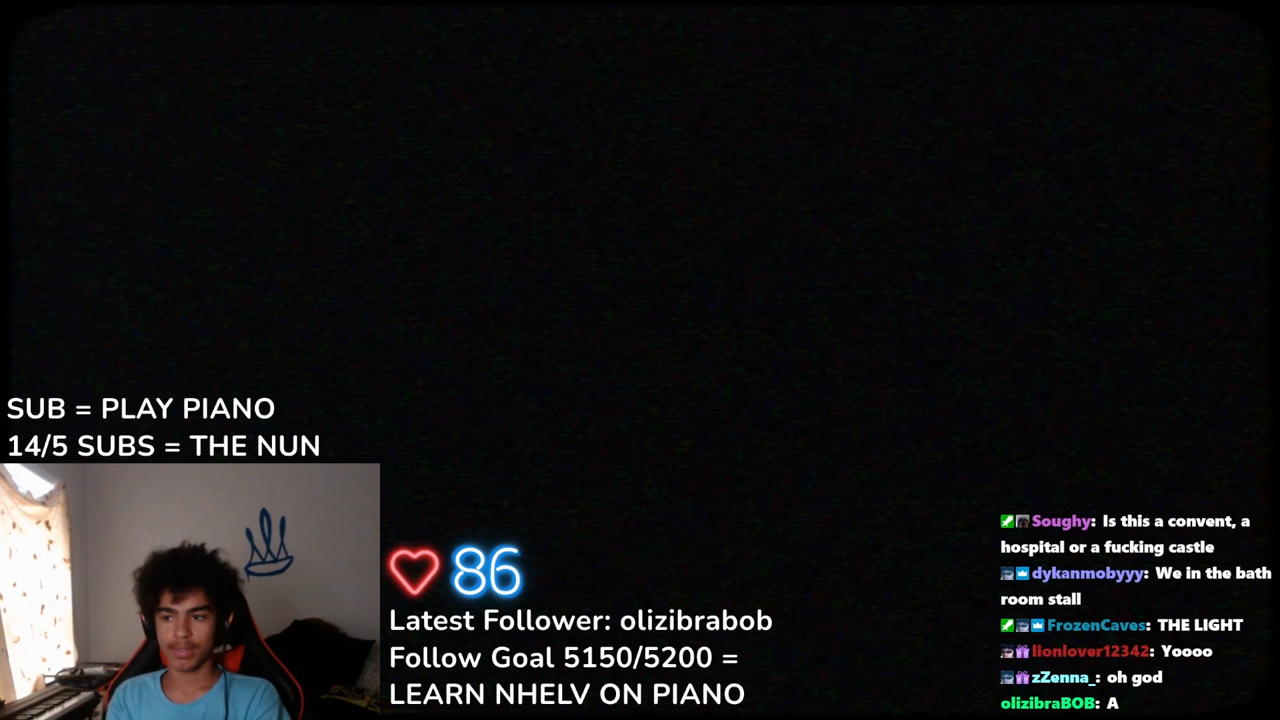 SUB = PLAY PIANO
14/5 SUBS = THE NUN
86
Latest Follower: olizibrabob
Follow Goal 5150/5200 =
LEARN NHELV ON PIANO
Soughy: Is this a convent, a
hospital or a fucking castle
dykanmobyyy: We in the bath
room stall
FrozenCaves: THE LIGHT
lionlover12342: Yoooo
zZenna_: oh god
olizibraBOB: A